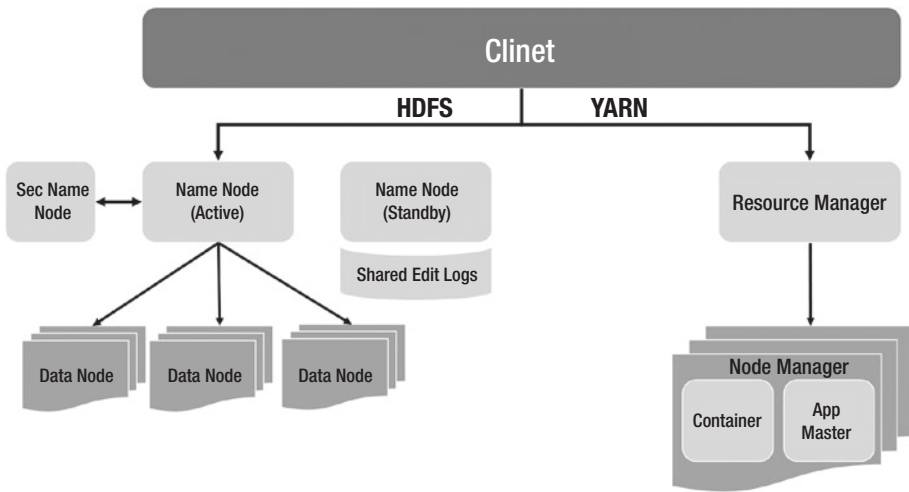 Clinet
HDFS
YARN
Sec Name
Node
Name Node
(Active)
Name Node
(Standby)
Resource Manager
Shared Edit Logs
Data Node
Data Node
Data Node
Node Manager
Container
App
Master